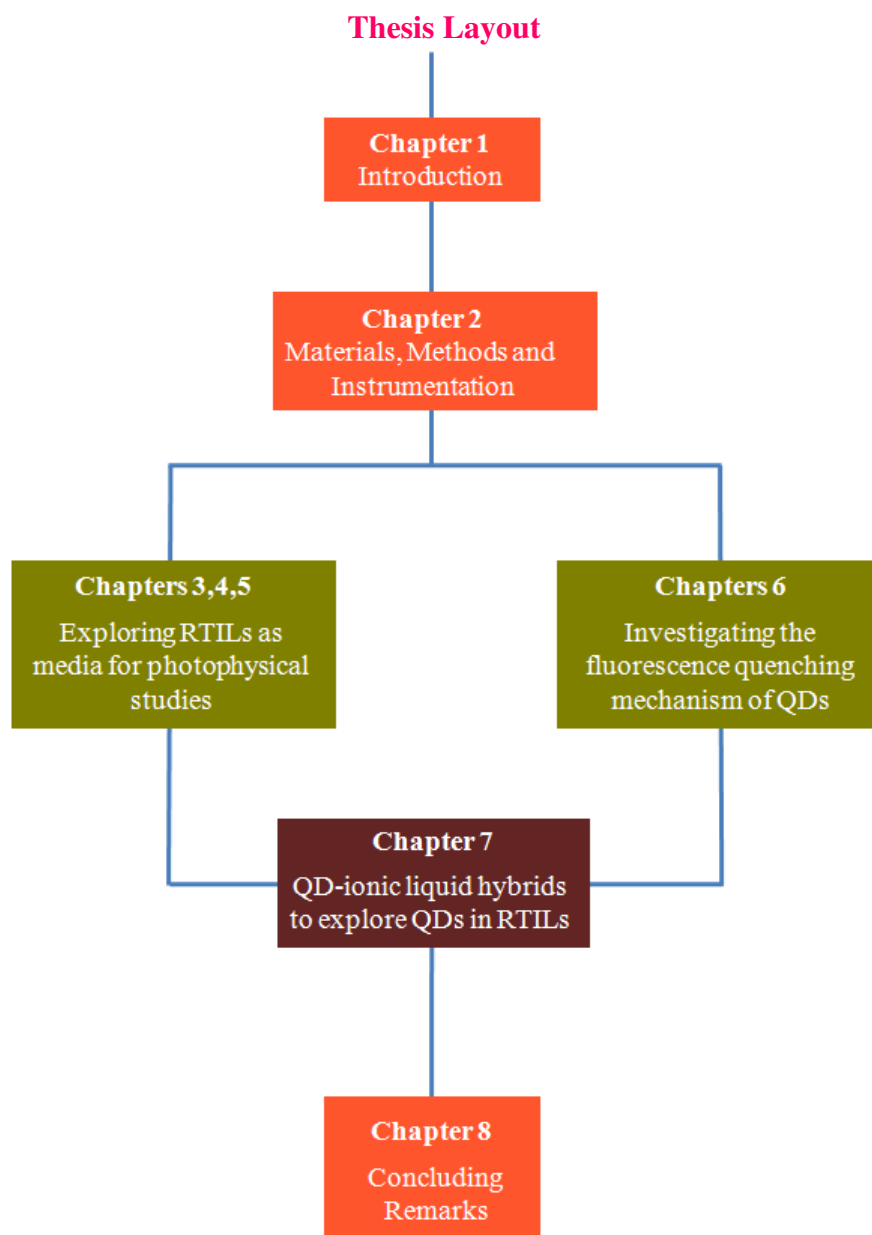 Thesis Layout
Chapter 1
Introduction
Chapter 2
Materials, Methods and
Instrumentation
Chapters 3,4,5
Exploring RTILs as
media for photophysical
studies
Chapters 6
Investigating the
fluorescence quenching
mechanism of QDs
Chapter 7
QD-ionic liquid hybrids
to explore QDs in RTILs
Chapter 8
Concluding
Remarks